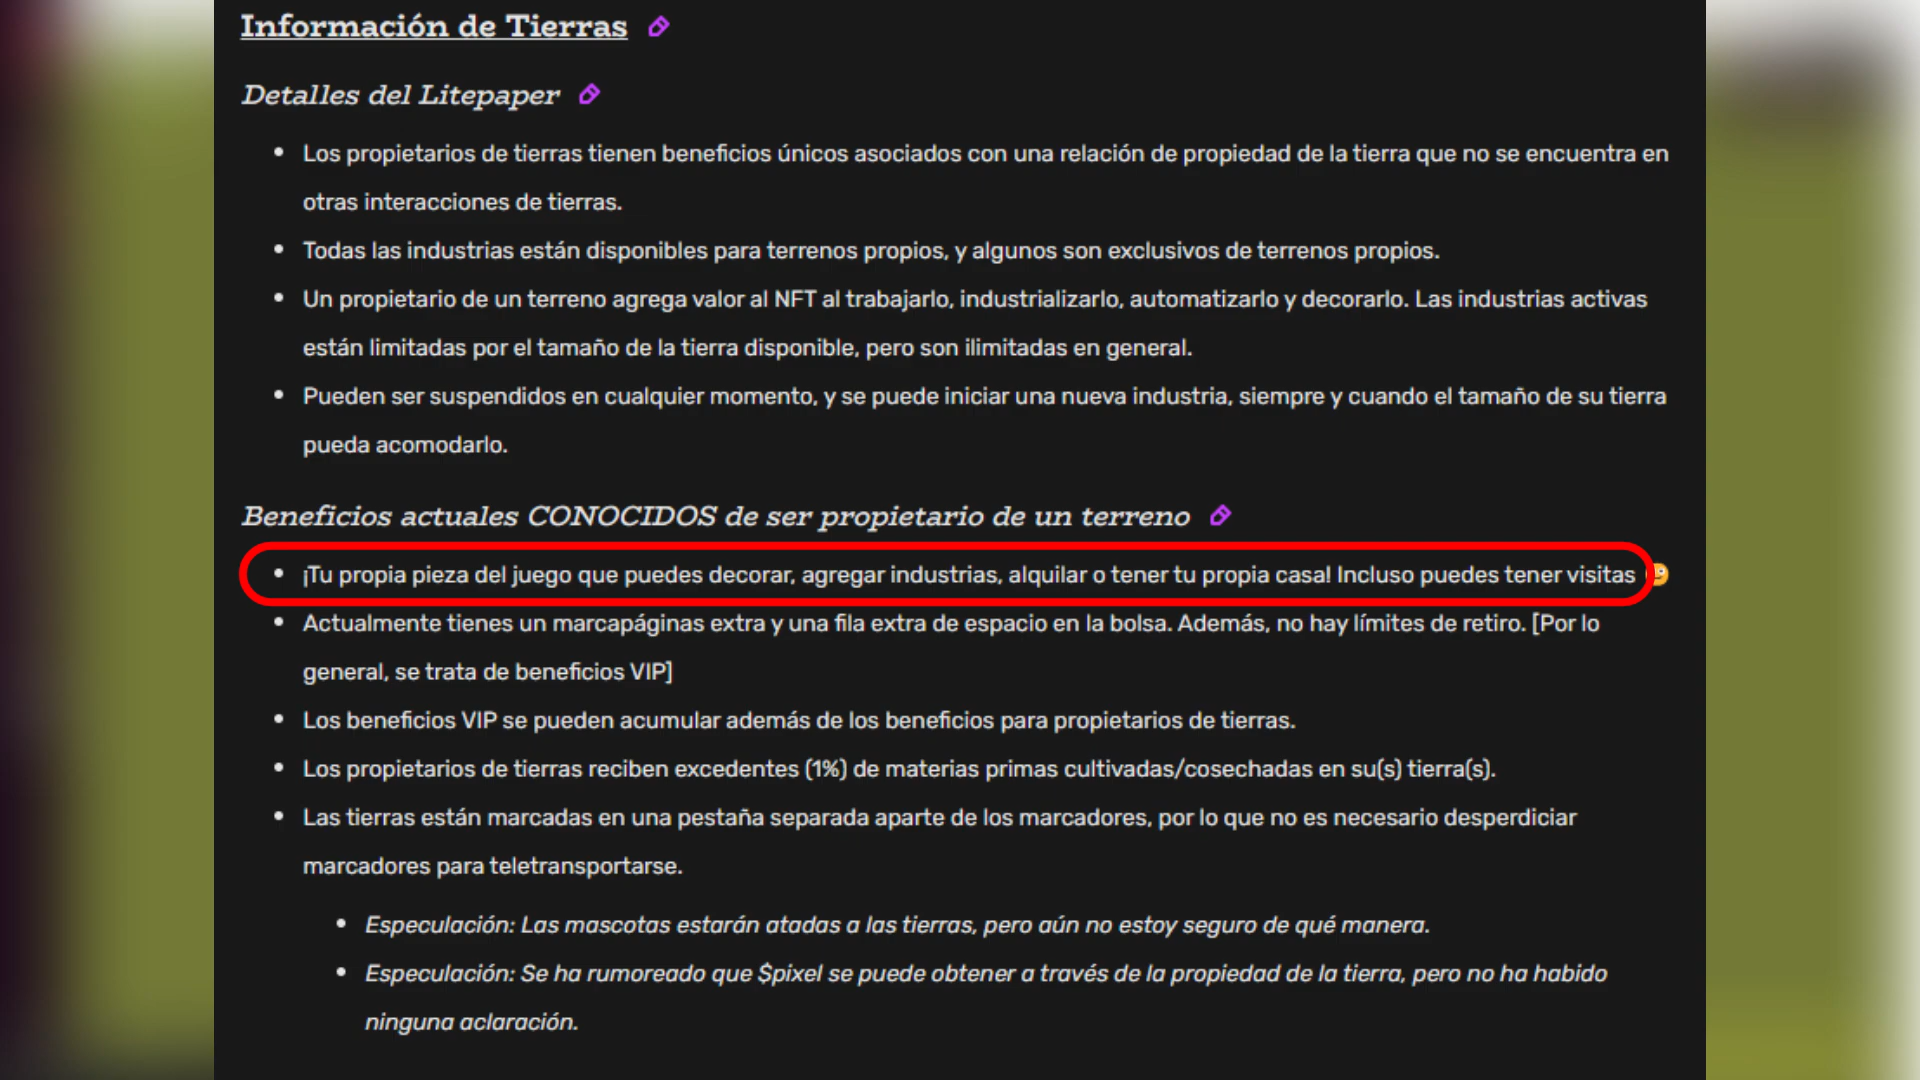 Información de Tierras
Detalles del Litepaper
• Los propietarios de tierras tienen beneficios únicos asociados con una relación de propiedad de la tierra que no se encuentra en
otras interacciones de tierras.
• Todas las industrias están disponibles para terrenos propios, y algunos son exclusivos de terrenos propios.
• Un propietario de un terreno agrega valor al NFT al trabajarlo, industrializarlo, automatizarlo y decorarlo. Las industrias activas
están limitadas por el tamaño de la tierra disponible, pero son ilimitadas en general.
• Pueden ser suspendidos en cualquier momento, y se puede iniciar una nueva industria, siempre y cuando el tamaño de su tierra
pueda acomodarlo.
Beneficios actuales CONOCIDOS de ser propietario de un terreno
• ¡Tu propia pieza del juego que puedes decorar, agregar industrias, alquilar o tener tu propia casa! Incluso puedes tener visitas
• Actualmente tienes un marcapáginas extra y una fila extra de espacio en la bolsa. Además, no hay límites de retiro. [Por lo
general, se trata de beneficios VIP]
• Los beneficios VIP se pueden acumular además de los beneficios para propietarios de tierras.
• Los propietarios de tierras reciben excedentes (1%) de materias primas cultivadas/cosechadas en su(s) tierra(s).
• Las tierras están marcadas en una pestaña separada aparte de los marcadores, por lo que no es necesario desperdiciar
marcadores para teletransportarse.
• Especulación: Las mascotas estarán atadas a las tierras, pero aún no estoy seguro de qué manera.
• Especulación: Se ha rumoreado que $pixel se puede obtener a través de la propiedad de la tierra, pero no ha habido
ninguna aclaración.